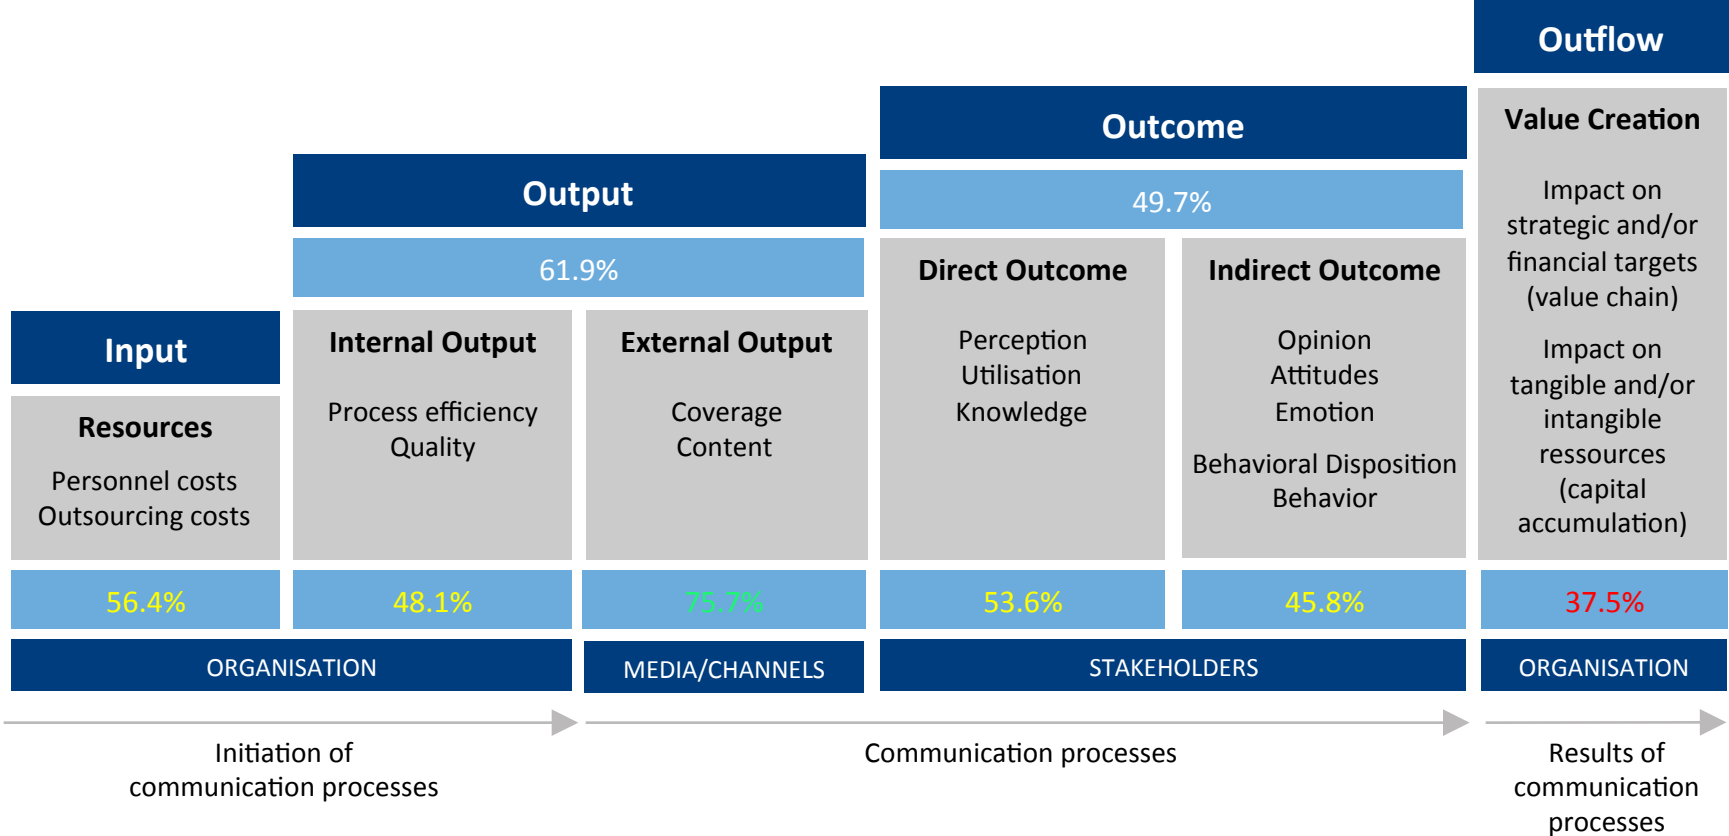 Outflow
Value Creation
Impact on
strategic and/or
financial targets
(value chain)
Impact on
tangible and/or
intangible
ressources
(capital
accumulation)
Outcome
49.7%
Direct Outcome
Perception
Utilisation
Knowledge
Indirect Outcome
Opinion
Attitudes
Emotion
Behavioral Disposition
Behavior
Output
61.9%
Internal Output
Process efficiency
Quality
External Output
Coverage
Content
Input
Resources
Personnel costs
Outsourcing costs
56.4%
48.1%
75.7%
53.6%
45.8%
37.5%
ORGANISATION
MEDIA/CHANNELS
STAKEHOLDERS
ORGANISATION
Initiation of
communication processes
Communication processes
Results of
communication
processes